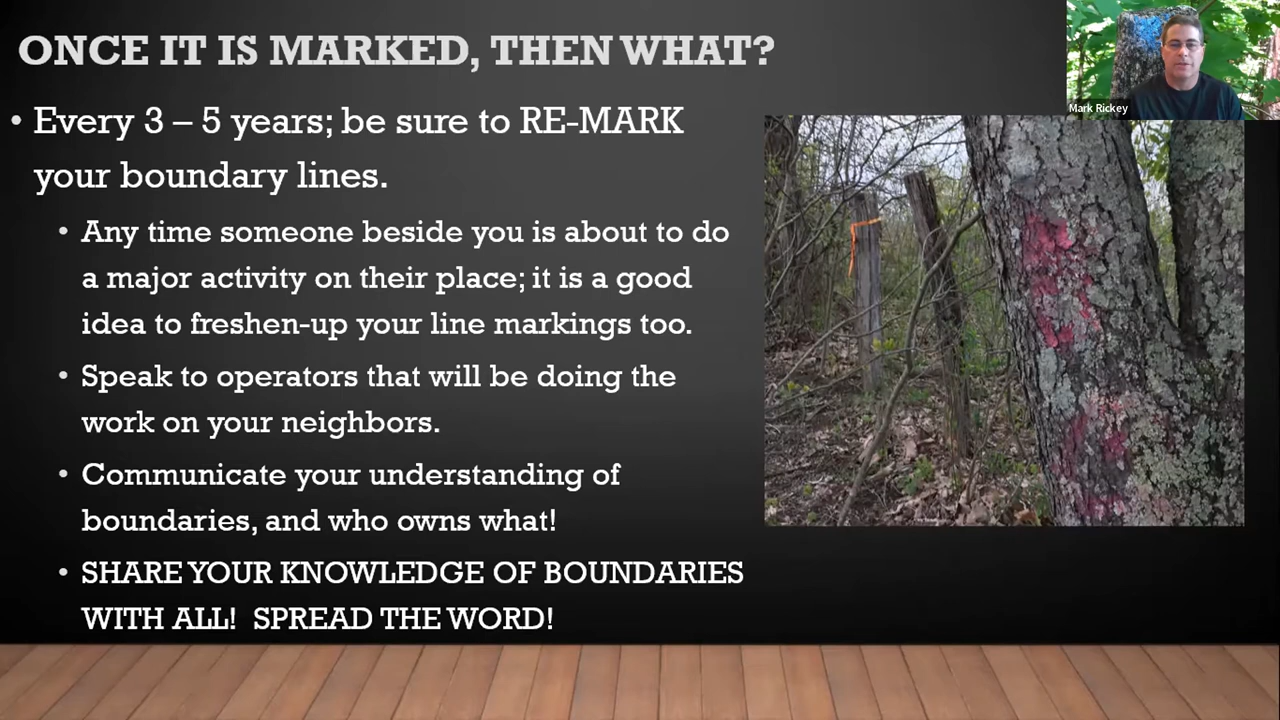 ONCE IT IS MARKED, THEN WHAT?
Mark Rickey
• Every 3 – 5 years; be sure to RE-MARK
your boundary lines.
• Any time someone beside you is about to do
a major activity on their place; it is a good
idea to freshen-up your line markings too.
• Speak to operators that will be doing the
work on your neighbors.
• Communicate your understanding of
boundaries, and who owns what!
• SHARE YOUR KNOWLEDGE OF BOUNDARIES
WITH ALL!  SPREAD THE WORD!